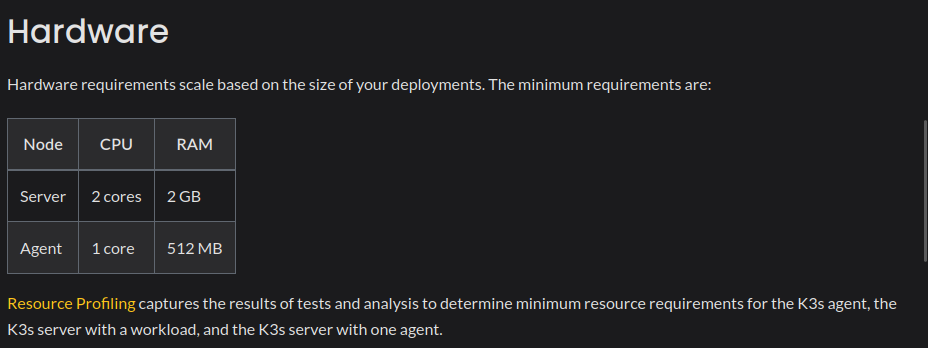 Hardware
Hardware requirements scale based on the size of your deployments. The minimum requirements are:
Node CPU RAM
Server 2 cores 2 GB
Agent 1 core 512 MB
Resource Profiling captures the results of tests and analysis to determine minimum resource requirements for the K3s agent, the
K3s server with a workload, and the K3s server with one agent.